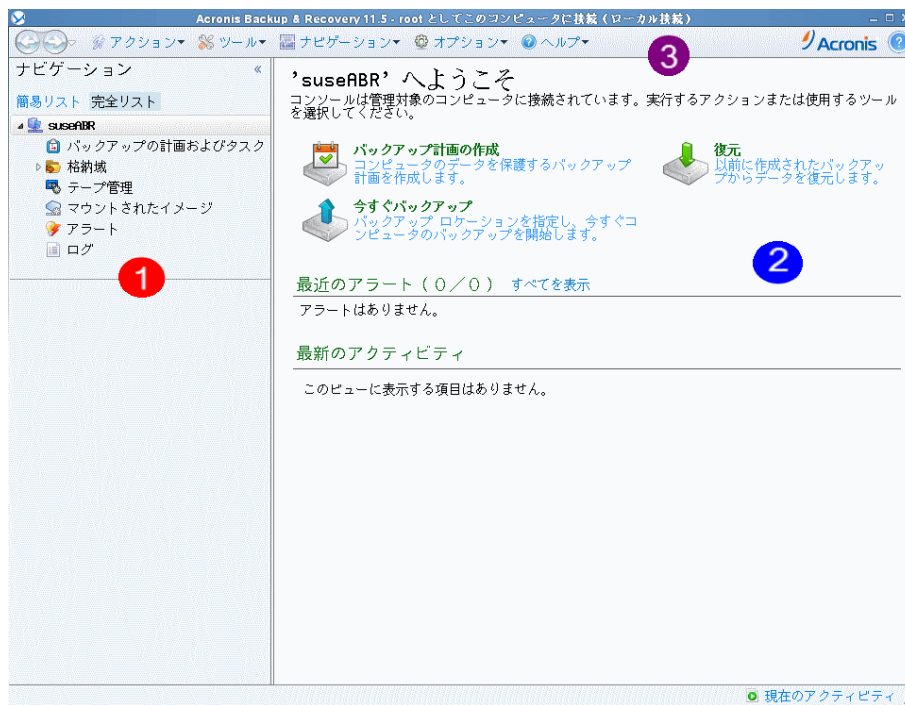 Acronis Backup & Recovery 11.5 - root としてこのコンピュータに接続 (ローカル接続)
アクション ツール ナビゲーション オプション ヘルプ Acronis ?
3
ナビゲーション «
簡易リスト 完全リスト
suseABR
バックアップの計画およびタスク
格納域
テープ管理
マウントされたイメージ
アラート
ログ
1
'suseABR' へようこそ
コンソールは管理対象のコンピュータに接続されています。実行するアクションまたは使用するツール
を選択してください。
バックアップ計画の作成
コンピュータのデータを保護するバックアップ
計画を作成します。
復元
以前に作成されたバックアッ
プからデータを復元します。
今すぐバックアップ
バックアップ ロケーションを指定し、今すぐコ
ンピュータのバックアップを開始します。
2
最近のアラート (0/0) すべてを表示
アラートはありません。
最新のアクティビティ
このビューに表示する項目はありません。
現在のアクティビティ